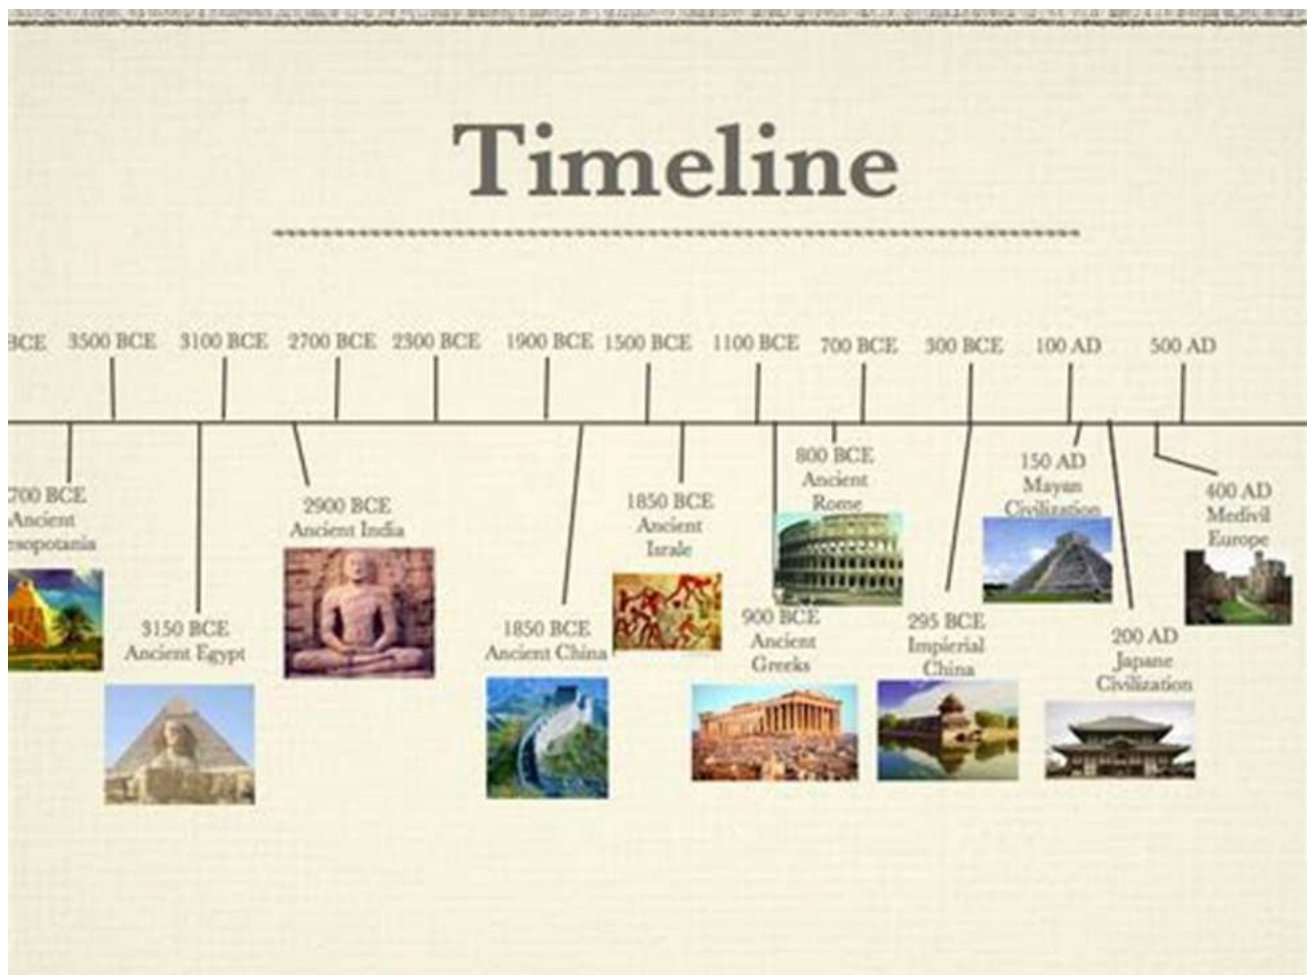 Timeline
BCE 3500 BCE 3100 BCE 2700 BCE 2300 BCE 1900 BCE 1500 BCE 1100 BCE 700 BCE 300 BCE 100 AD 500 AD
700 BCE
Ancient
sopotania
3150 BCE
Ancient Egypt
2900 BCE
Ancient India
1850 BCE
Ancient China
1850 BCE
Ancient
Israle
800 BCE
Ancient
Rome
900 BCE
Ancient
Greeks
295 BCE
Impierial
China
150 AD
Mayan
Civilization
200 AD
Japane
Civilization
400 AD
Medivil
Europe